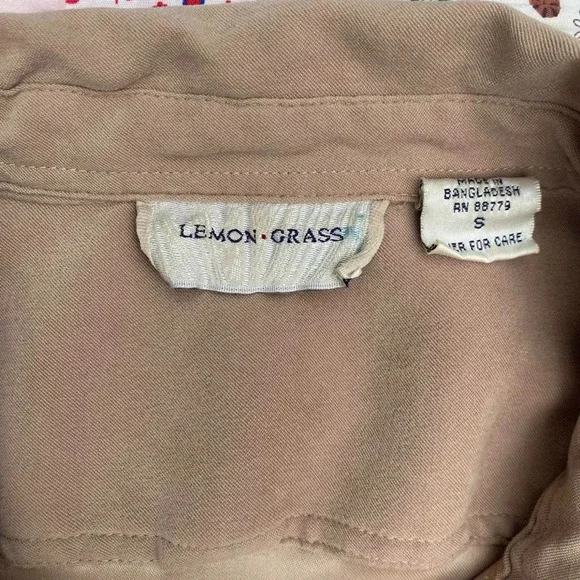 LEMON·GRASS
MADE IN
BANGLADESH
RN 88779
S
FOR CARE